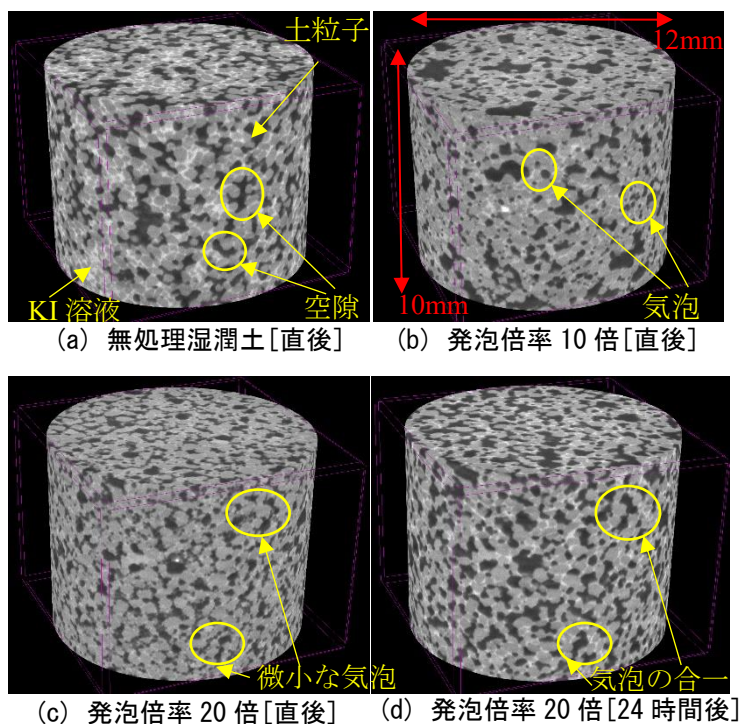 土粒子
空隙
KI 溶液
(a) 無処理湿潤土[直後]
12mm
10mm
気泡
(b) 発泡倍率 10 倍[直後]
微小な気泡
(c) 発泡倍率 20 倍[直後]
気泡の合一
(d) 発泡倍率 20 倍[24 時間後]